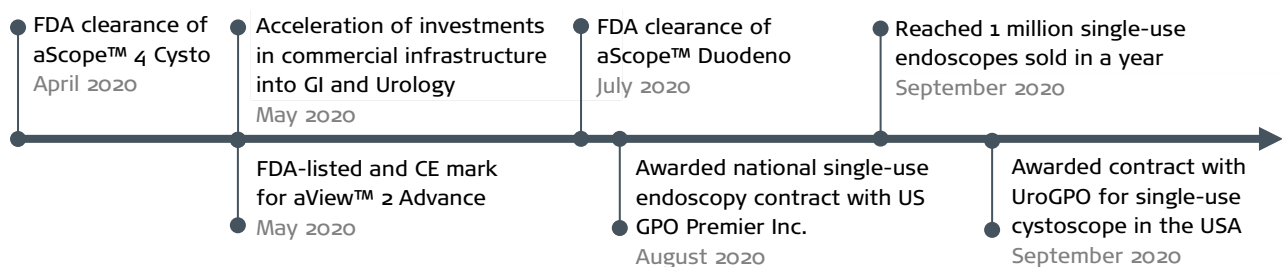 FDA clearance of
aScope™ 4 Cysto
April 2020
Acceleration of investments
in commercial infrastructure
into GI and Urology
May 2020
FDA clearance of
aScope™ Duodeno
July 2020
Reached 1 million single-use
endoscopes sold in a year
September 2020
FDA-listed and CE mark
for aView™ 2 Advance
May 2020
Awarded national single-use
endoscopy contract with US
GPO Premier Inc.
August 2020
Awarded contract with
UroGPO for single-use
cystoscope in the USA
September 2020